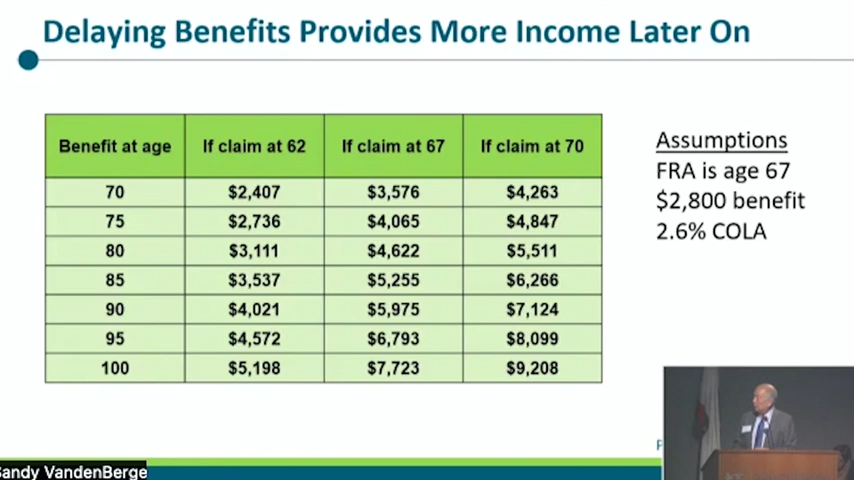 Delaying Benefits Provides More Income Later On
Benefit at age If claim at 62 If claim at 67 If claim at 70
70 $2,407 $3,576 $4,263
75 $2,736 $4,065 $4,847
80 $3,111 $4,622 $5,511
85 $3,537 $5,255 $6,266
90 $4,021 $5,975 $7,124
95 $4,572 $6,793 $8,099
100 $5,198 $7,723 $9,208
Assumptions
FRA is age 67
$2,800 benefit
2.6% COLA
Sandy VandenBerge